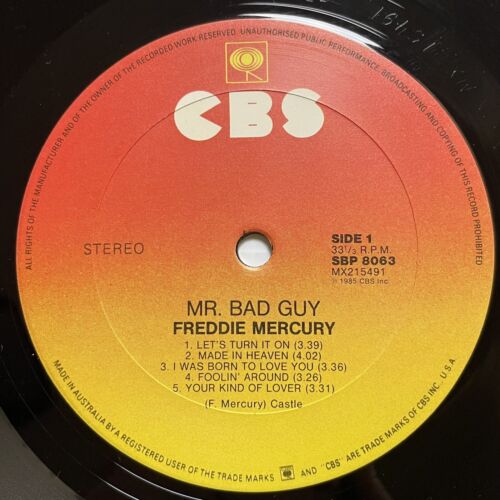 ALL RIGHTS OF THE MANUFACTURER AND OF THE OWNER OF THE RECORDED WORK RESERVED. UNAUTHORISED PUBLIC PERFORMANCE, BROADCASTING AND COPYING OF THIS RECORD PROHIBITED
CBS
STEREO
SIDE 1
33 1/3 R.P.M.
SBP 8063
MX215491
℗ 1985 CBS Inc
MR. BAD GUY
FREDDIE MERCURY
1. LET'S TURN IT ON (3.39)
2. MADE IN HEAVEN (4.02)
3. I WAS BORN TO LOVE YOU (3.36)
4. FOOLIN' AROUND (3.26)
5. YOUR KIND OF LOVER (3.31)
(F. Mercury) Castle
MADE IN AUSTRALIA BY A REGISTERED USER OF THE TRADE MARKS AND "CBS" ARE TRADE MARKS OF CBS INC. U.S.A.